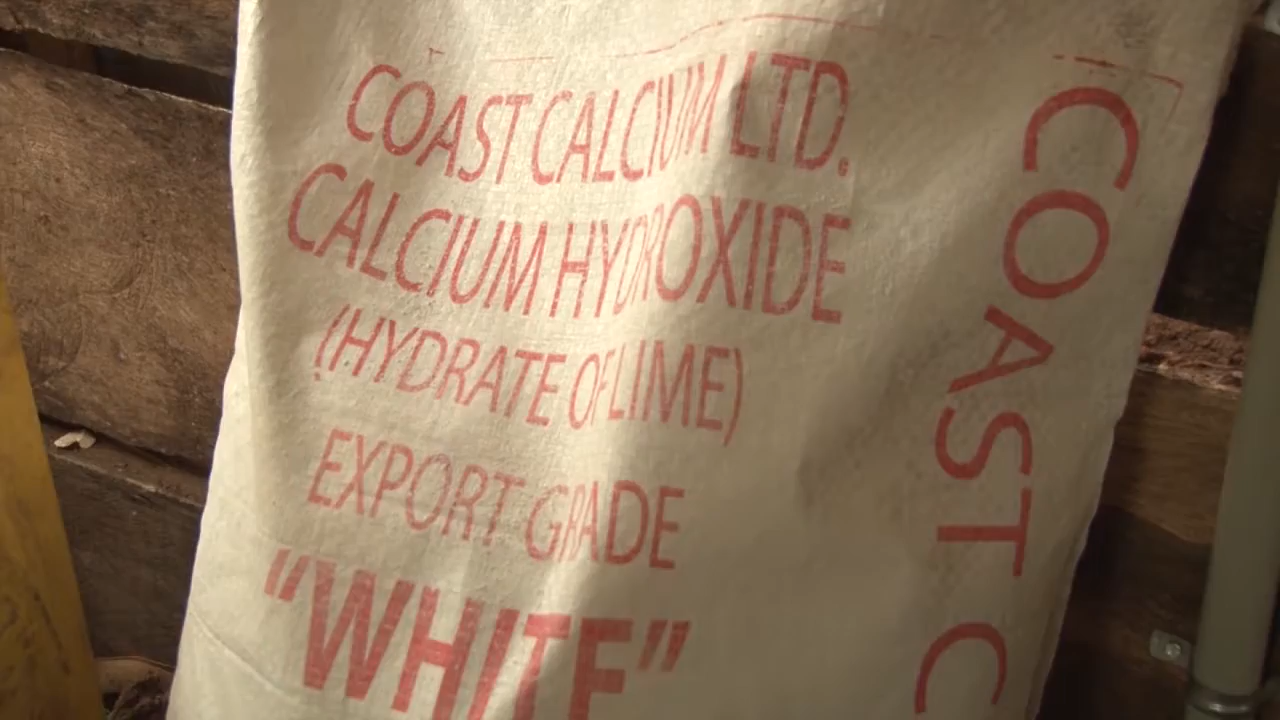 COAST CALCIUM LTD.
CALCIUM HYDROXIDE
(HYDRATE OF LIME)
EXPORT GRADE
"WHITE"
COAST C